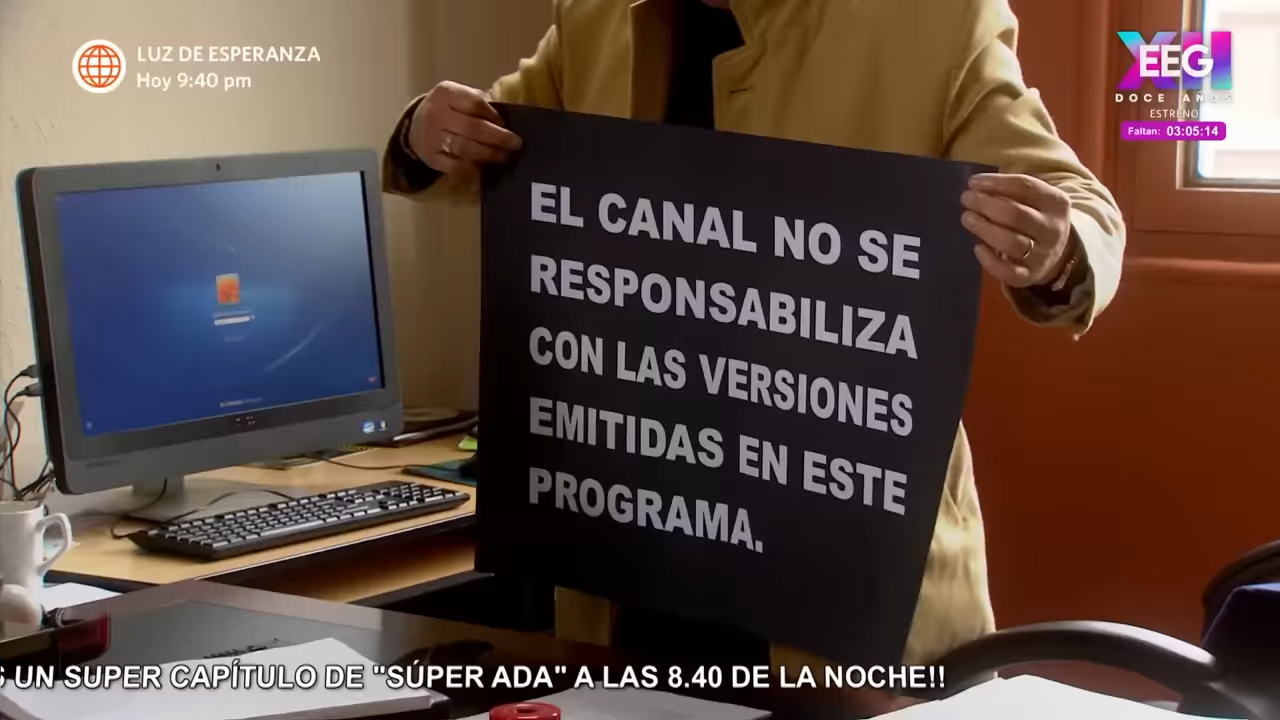 LUZ DE ESPERANZA
Hoy 9:40 pm
XII
EEG
DOCE AÑOS
ESTRENO
Faltan: 03:05:14
EL CANAL NO SE
RESPONSABILIZA
CON LAS VERSIONES
EMITIDAS EN ESTE
PROGRAMA.
UN SUPER CAPÍTULO DE "SÚPER ADA" A LAS 8.40 DE LA NOCHE!!